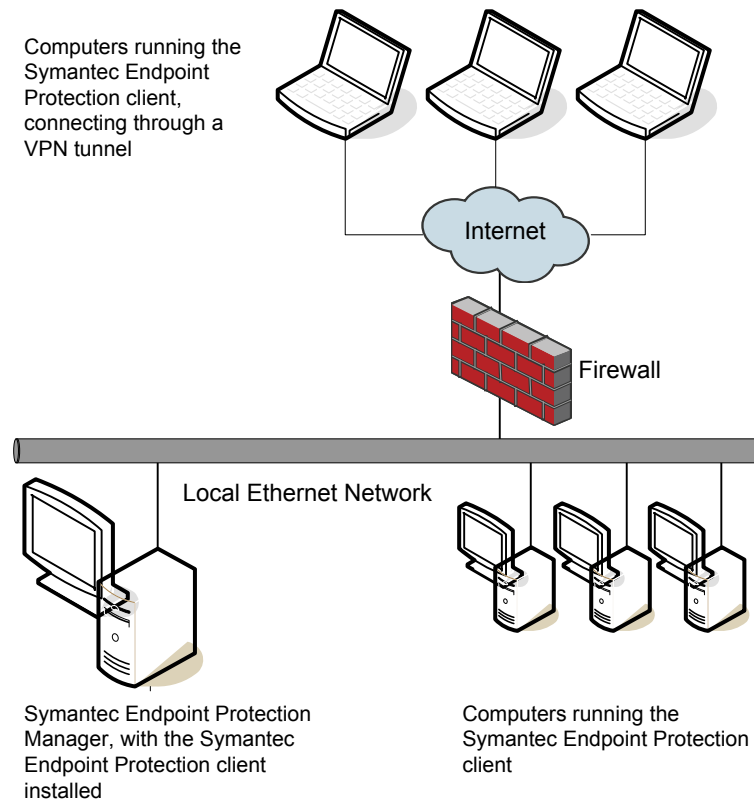 Computers running the
Symantec Endpoint
Protection client,
connecting through a
VPN tunnel
Internet
Firewall
Local Ethernet Network
Symantec Endpoint Protection
Manager, with the Symantec
Endpoint Protection client
installed
Computers running the
Symantec Endpoint Protection
client